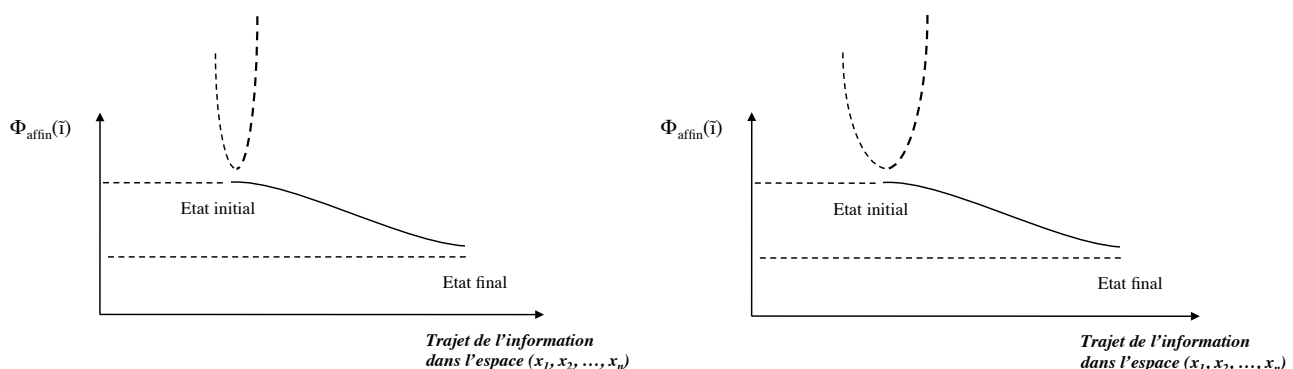 Φaffin(ĩ)
Etat initial
Etat final
Trajet de l’information
dans l’espace (x1, x2, …, xn)
Φaffin(ĩ)
Etat initial
Etat final
Trajet de l’information
dans l’espace (x1, x2, …, xn)